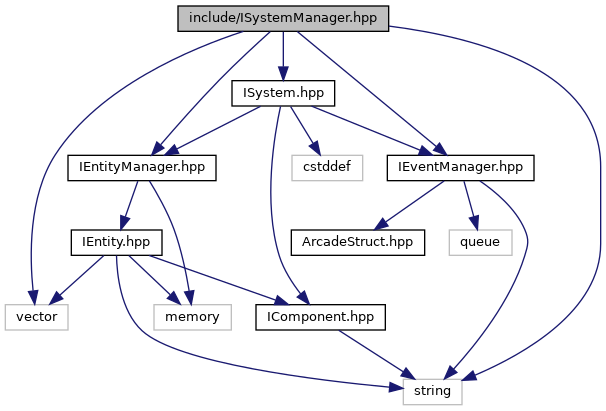 include/ISystemManager.hpp
ISystem.hpp
IEntityManager.hpp
cstddef
IEventManager.hpp
IEntity.hpp
ArcadeStruct.hpp
queue
vector
memory
IComponent.hpp
string